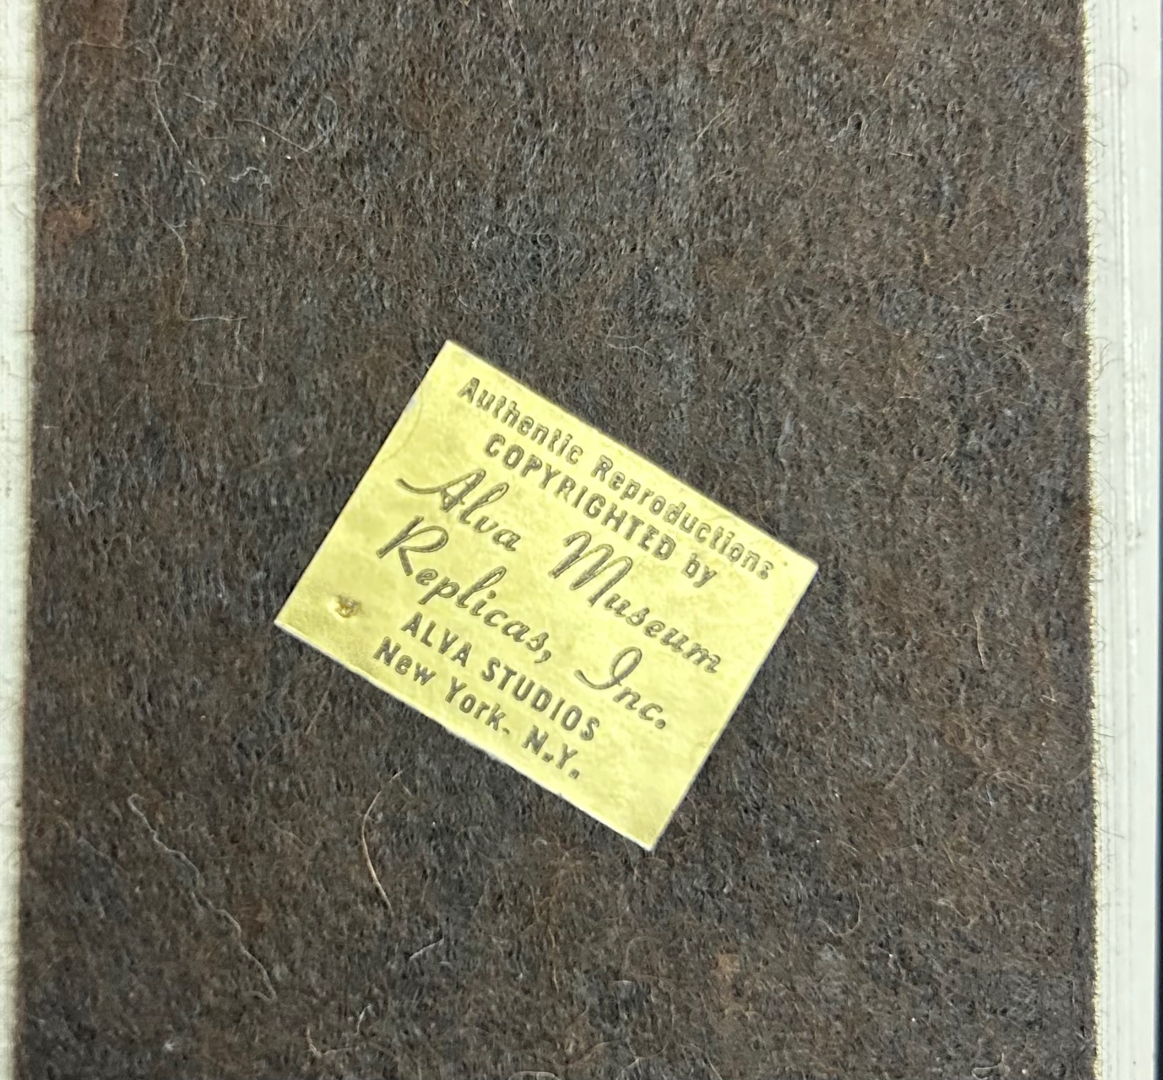 Authentic Reproductions
COPYRIGHTED by
Alva Museum
Replicas, Inc.
ALVA STUDIOS
New York, N.Y.